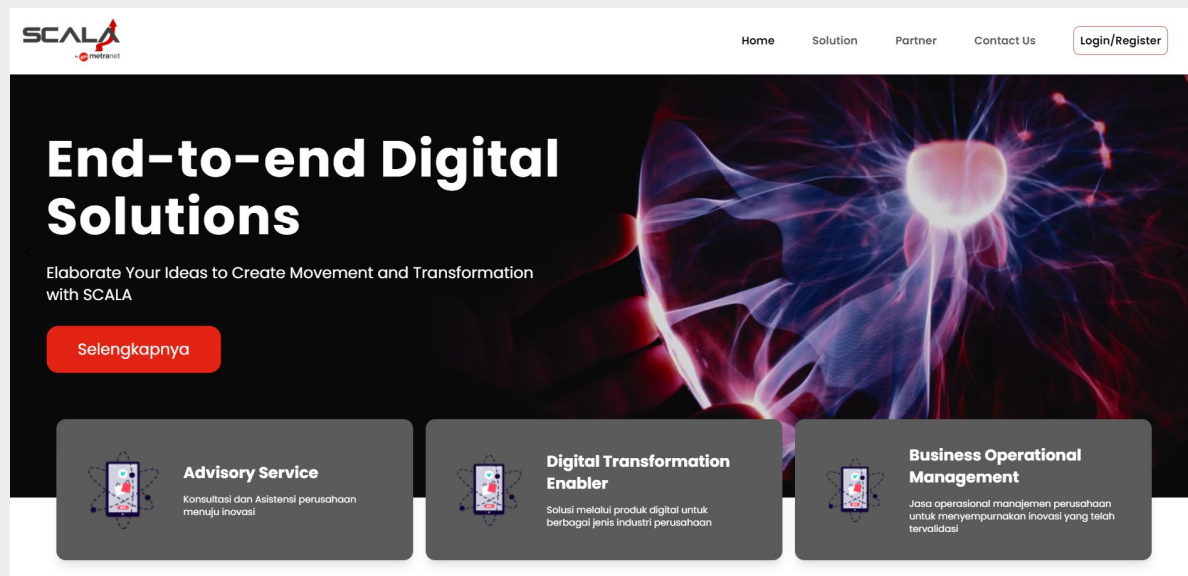 SCALA
by metranet
Home
Solution
Partner
Contact Us
Login/Register
End-to-end Digital
Solutions
Elaborate Your Ideas to Create Movement and Transformation
with SCALA
Selengkapnya
Advisory Service
Konsultasi dan Asistensi perusahaan
menuju inovasi
Digital Transformation
Enabler
Solusi melalui produk digital untuk
berbagai jenis industri perusahaan
Business Operational
Management
Jasa operasional manajemen perusahaan
untuk menyempurnakan inovasi yang telah
tervalidasi